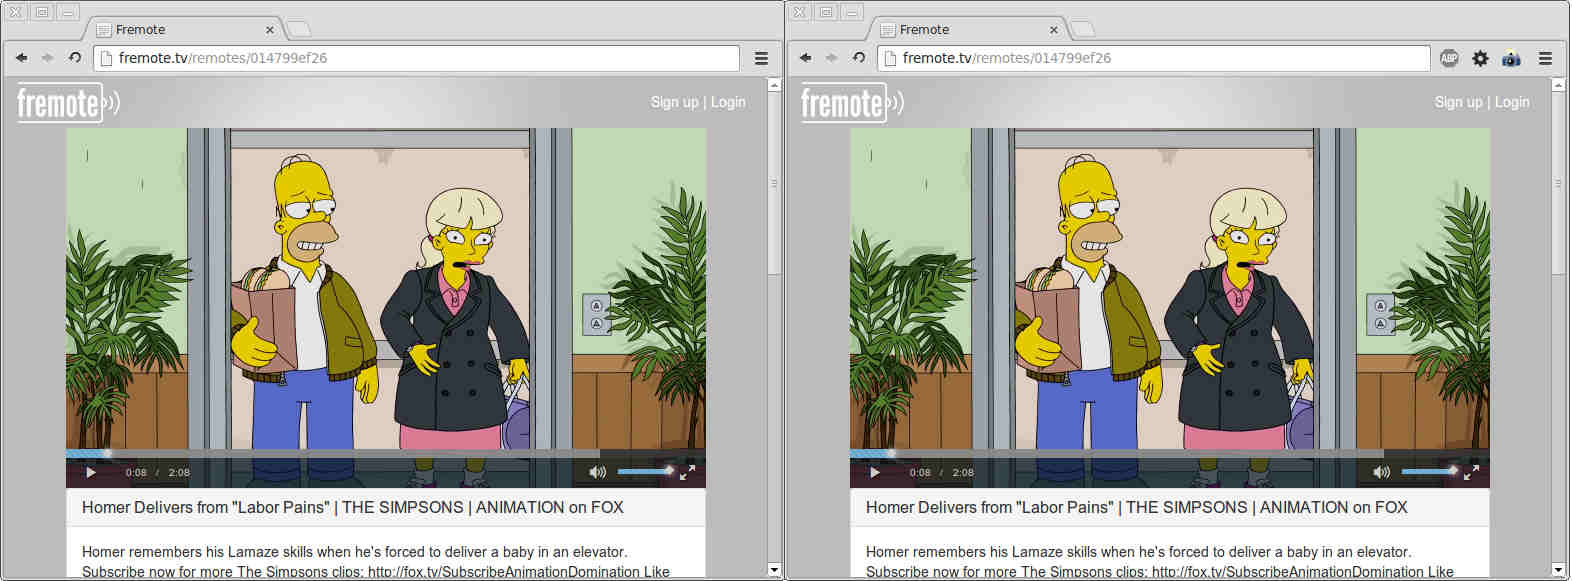 Fremote
fremote.tv/remotes/014799ef26
fremote
Sign up | Login
0:08 / 2:08
Homer Delivers from "Labor Pains" | THE SIMPSONS | ANIMATION on FOX
Homer remembers his Lamaze skills when he's forced to deliver a baby in an elevator.
Subscribe now for more The Simpsons clips: http://fox.tv/SubscribeAnimationDomination Like
Fremote
fremote.tv/remotes/014799ef26
ABP
fremote
Sign up | Login
0:08 / 2:08
Homer Delivers from "Labor Pains" | THE SIMPSONS | ANIMATION on FOX
Homer remembers his Lamaze skills when he's forced to deliver a baby in an elevator.
Subscribe now for more The Simpsons clips: http://fox.tv/SubscribeAnimationDomination Like